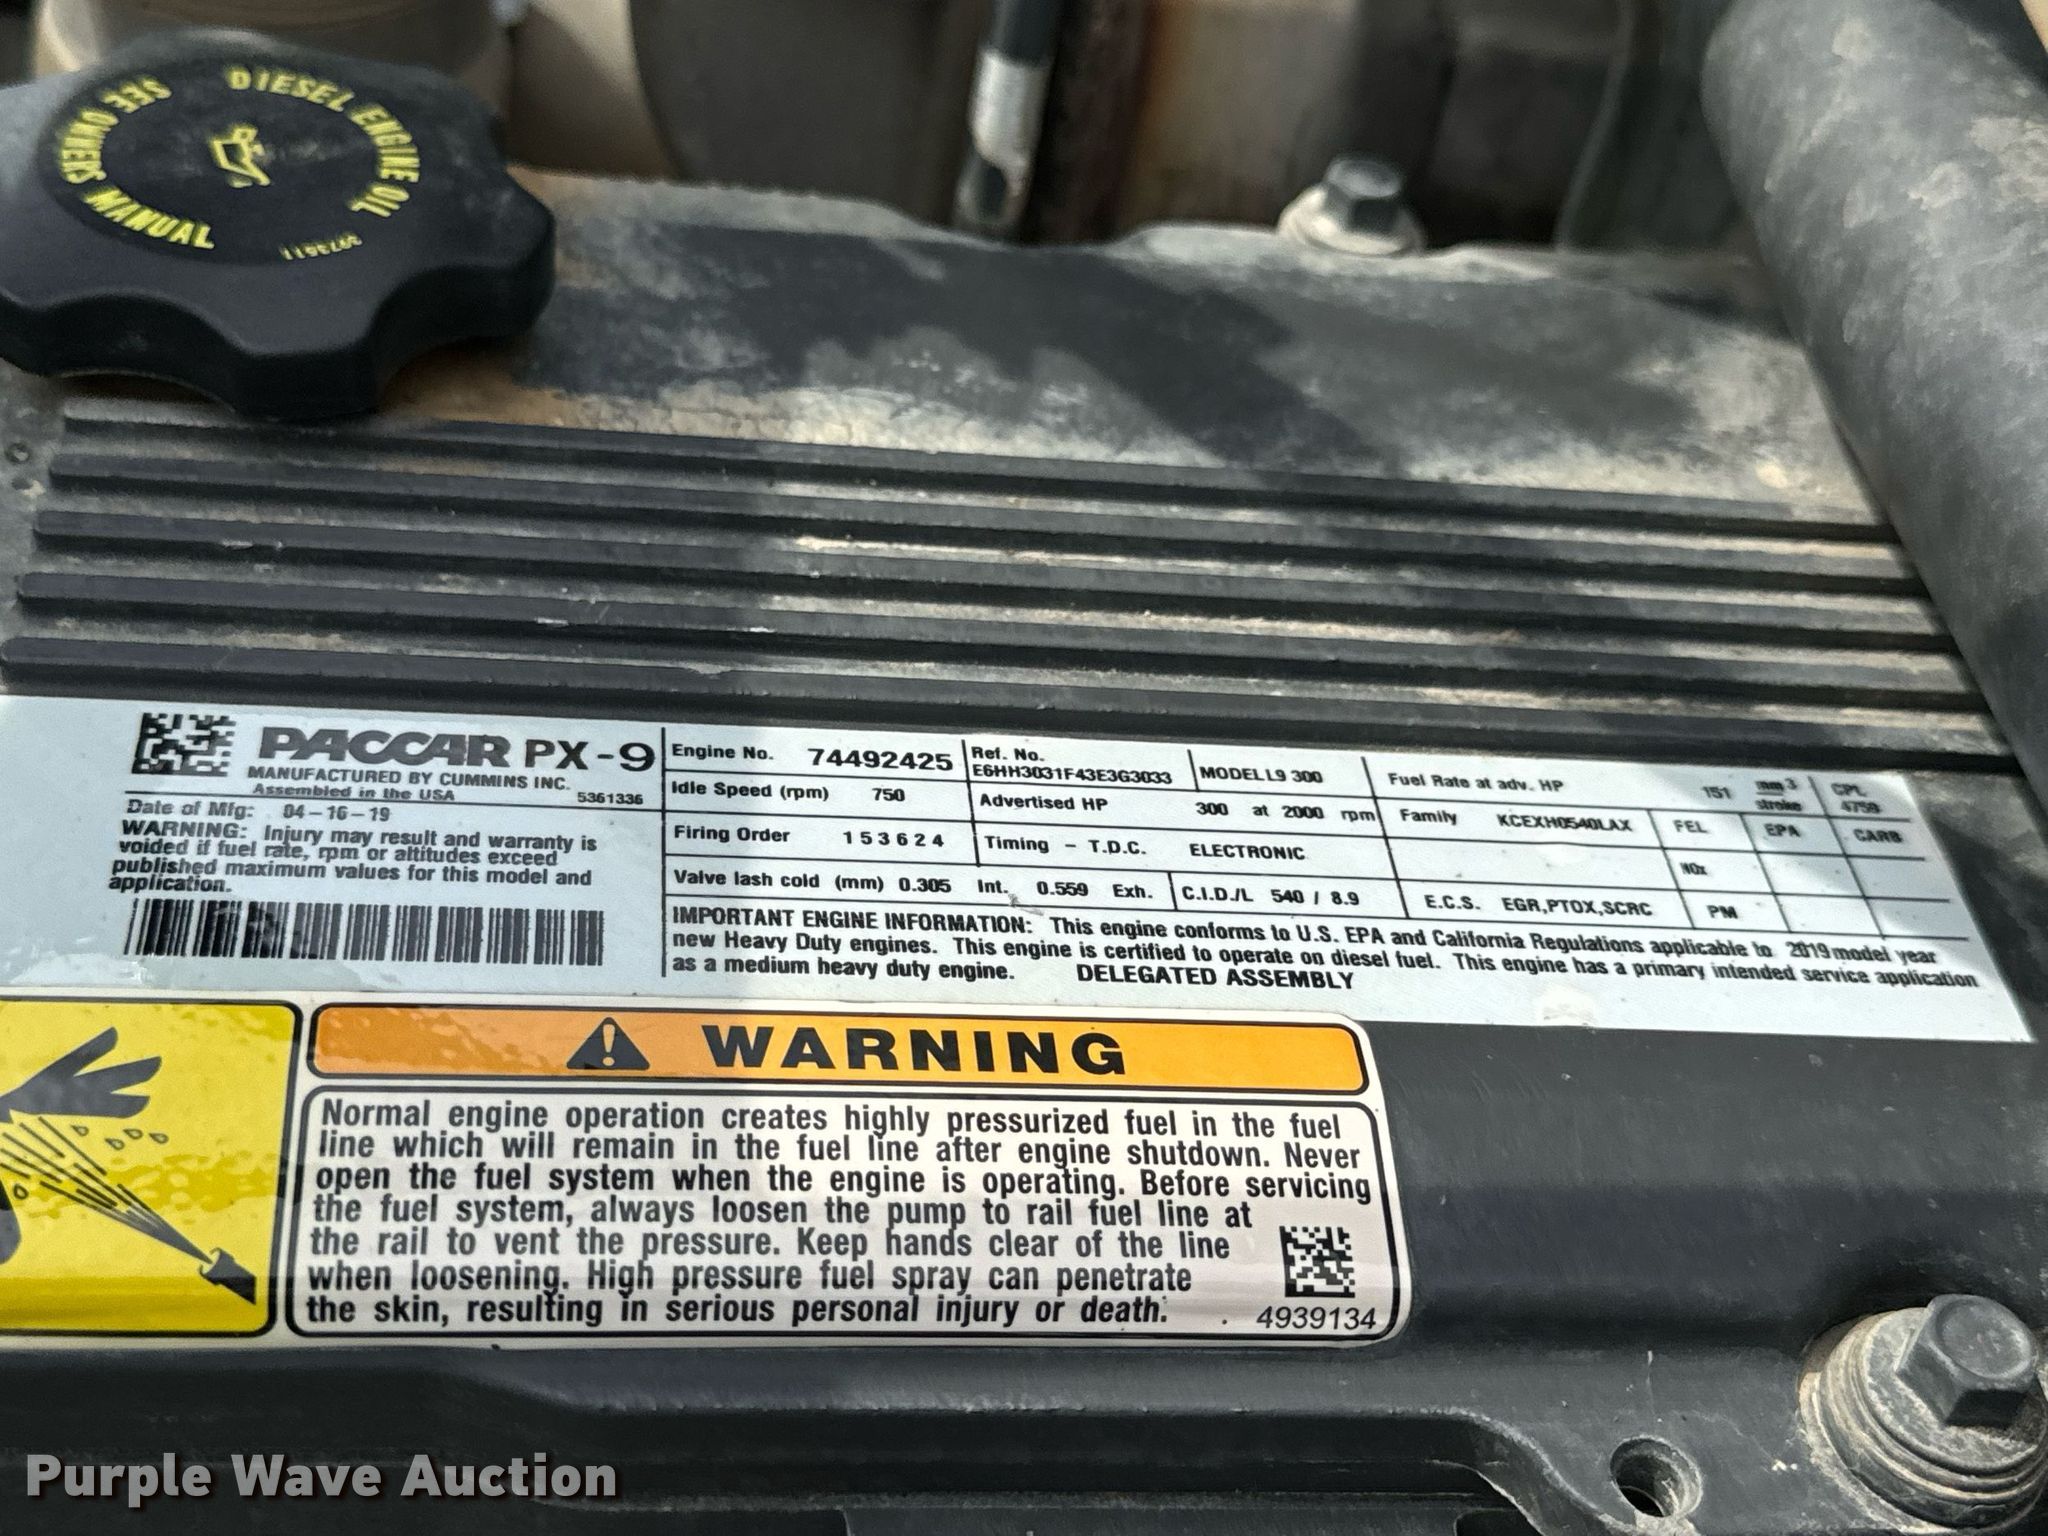 SEE OWNERS MANUAL
DIESEL ENGINE OIL
PACCAR PX-9
MANUFACTURED BY CUMMINS INC.
Assembled in the USA 5361336
Date of Mfg: 04-16-19
WARNING: Injury may result and warranty is
voided if fuel rate, rpm or altitudes exceed
published maximum values for this model and
application.
Engine No. 74492425
Ref. No.
E6HH3031F43E3G3033
MODEL L9 300
Fuel Rate at adv. HP 151 mm3
stroke
CPL
4759
Idle Speed (rpm) 750
Advertised HP 300 at 2000 rpm
Family KCEXH0540LAX
FEL EPA CARB
Firing Order 1 5 3 6 2 4
Timing - T.D.C. ELECTRONIC
NOx
Valve lash cold (mm) 0.305 Int. 0.559 Exh.
C.I.D./L 540 / 8.9
E.C.S. EGR,PTOX,SCRC
PM
IMPORTANT ENGINE INFORMATION: This engine conforms to U.S. EPA and California Regulations applicable to 2019 model year
new Heavy Duty engines. This engine is certified to operate on diesel fuel. This engine has a primary intended service application
as a medium heavy duty engine. DELEGATED ASSEMBLY
WARNING
Normal engine operation creates highly pressurized fuel in the fuel
line which will remain in the fuel line after engine shutdown. Never
open the fuel system when the engine is operating. Before servicing
the fuel system, always loosen the pump to rail fuel line at
the rail to vent the pressure. Keep hands clear of the line
when loosening. High pressure fuel spray can penetrate
the skin, resulting in serious personal injury or death.
4939134
Purple Wave Auction